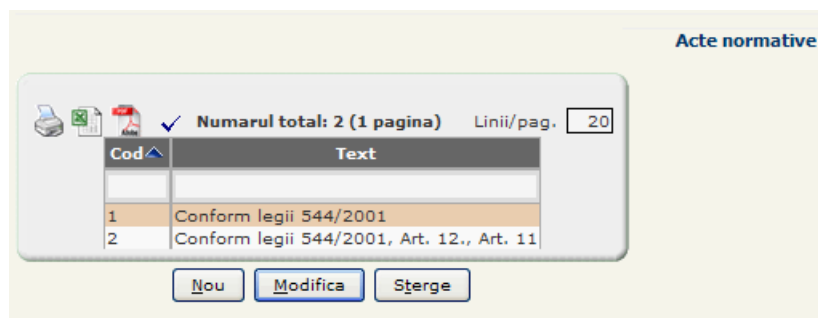 Acte normative
Numarul total: 2 (1 pagina) Linii/pag. 20
Cod Text
1 Conform legii 544/2001
2 Conform legii 544/2001, Art. 12., Art. 11
Nou Modifica Sterge